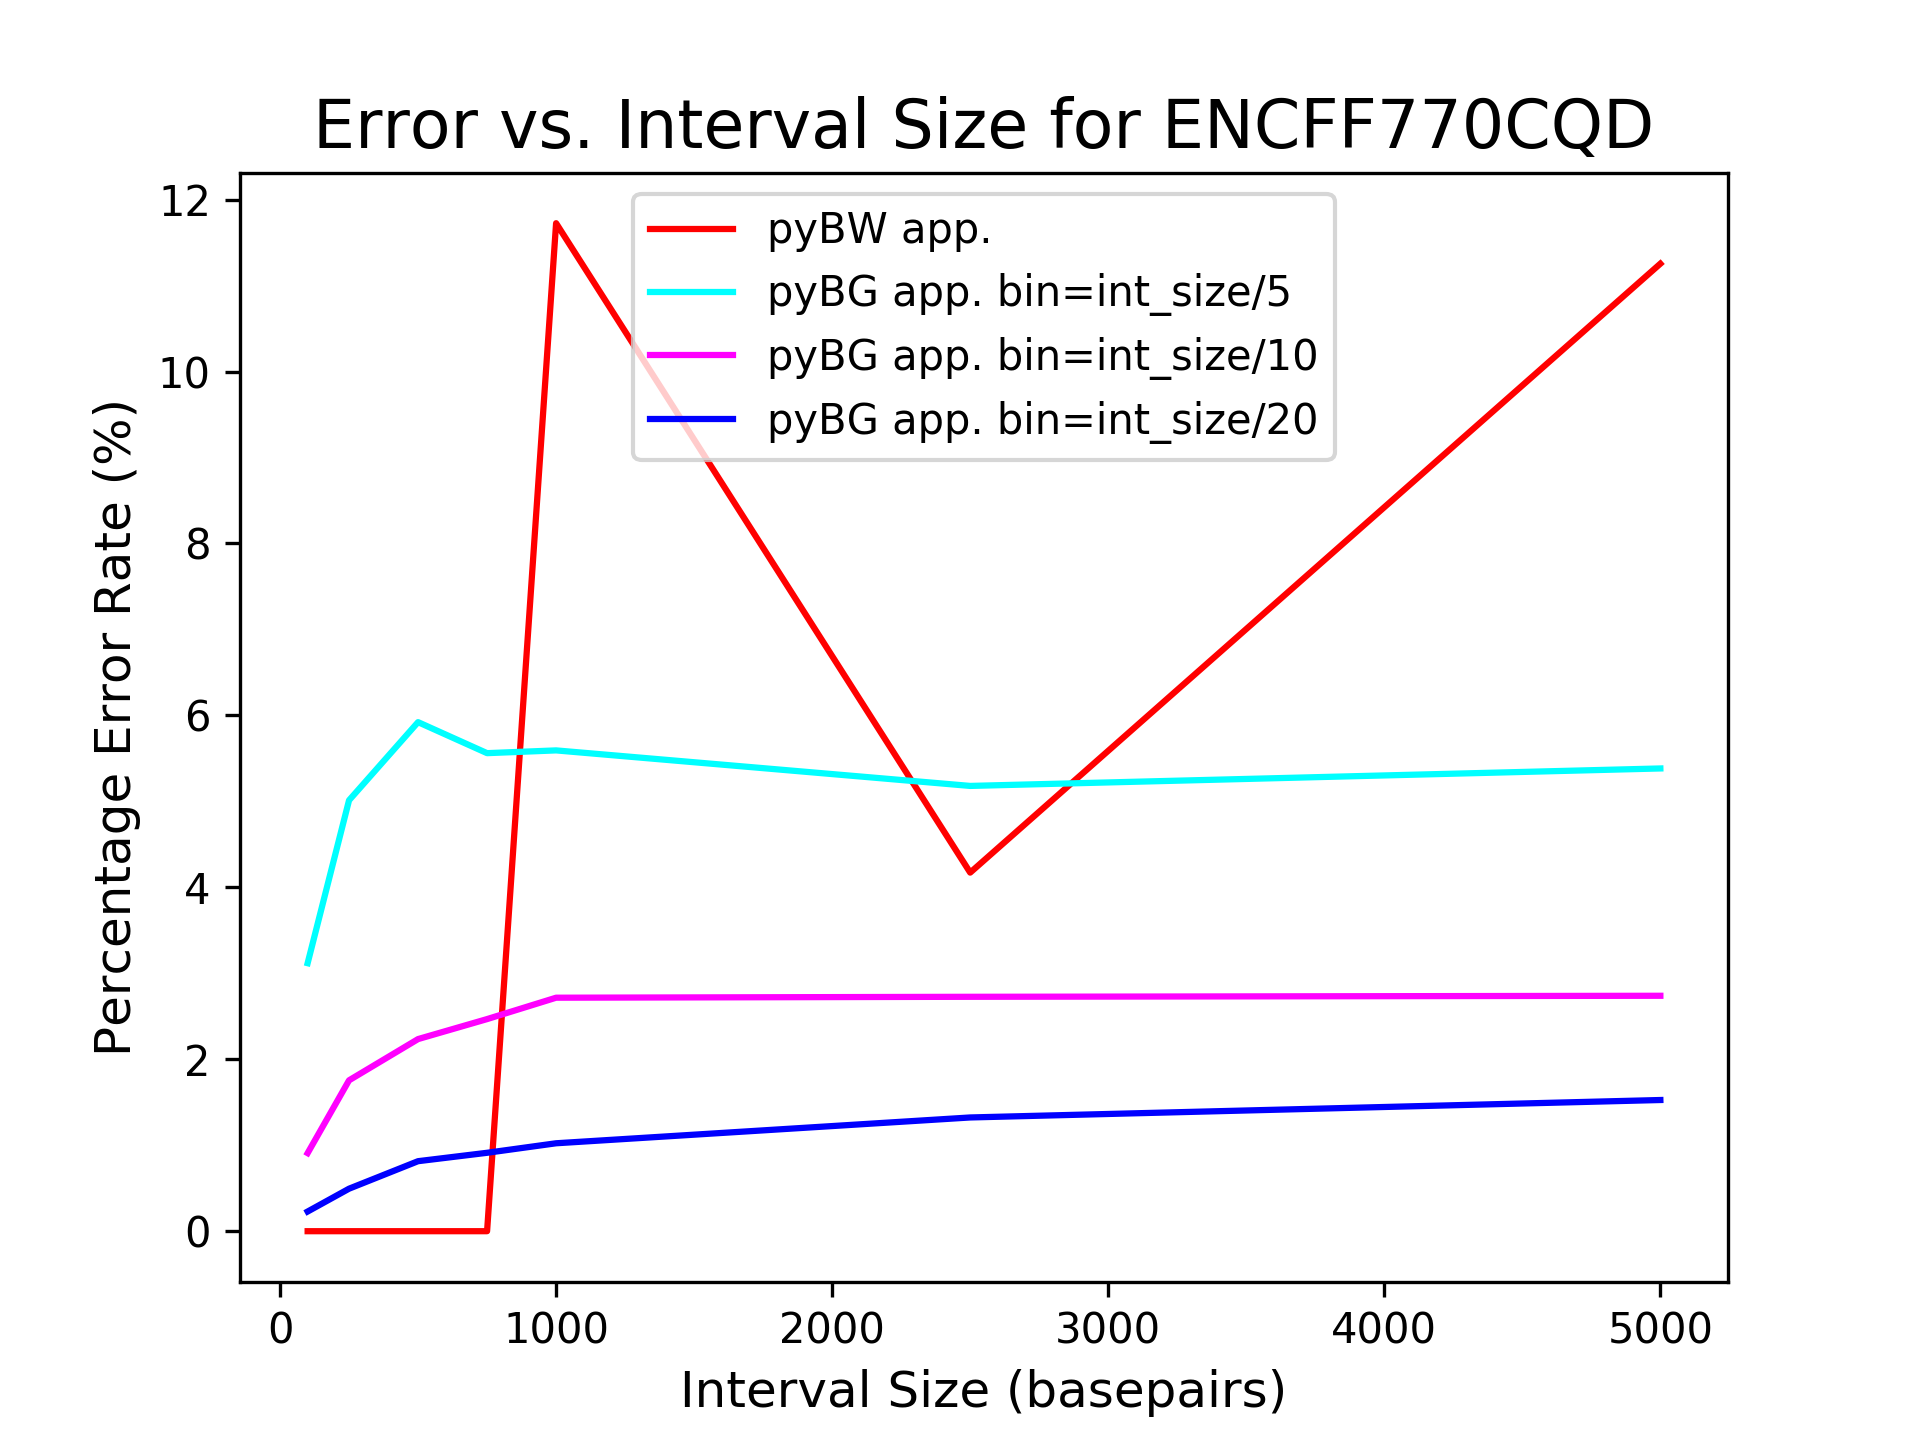 Error vs. Interval Size for ENCFF770CQD
pyBW app.
pyBG app. bin=int_size/5
pyBG app. bin=int_size/10
pyBG app. bin=int_size/20
Percentage Error Rate (%)
12
10
8
6
4
2
0
0 1000 2000 3000 4000 5000
Interval Size (basepairs)